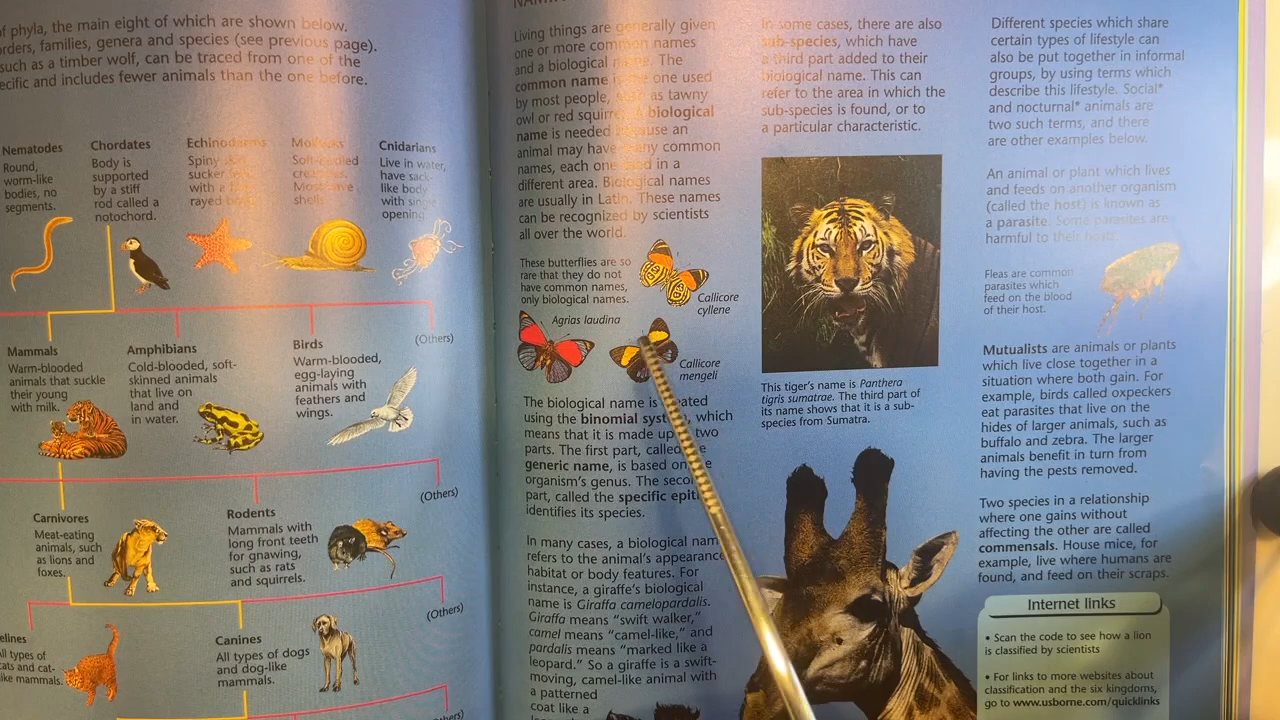 of phyla, the main eight of which are shown below.
orders, families, genera and species (see previous page).
such as a timber wolf, can be traced from one of the
ecific and includes fewer animals than the one before.
Nematodes
Round,
worm-like
bodies, no
segments.
Chordates
Body is
supported
by a stiff
rod called a
notochord.
Echinoderms
Spiny skin,
sucker
with a
rayed
Molluscs
Soft-bodied
creatures.
Most have
shells.
Cnidarians
Live in water,
have sack-
like body
with single
opening.
Mammals
Warm-blooded
animals that suckle
their young
with milk.
Amphibians
Cold-blooded, soft-
skinned animals
that live on
land and
in water.
Birds
Warm-blooded,
egg-laying
animals with
feathers and
wings.
(Others)
Carnivores
Meat-eating
animals, such
as lions and
foxes.
Rodents
Mammals with
long front teeth
for gnawing,
such as rats
and squirrels.
(Others)
elines
ll types of
cats and cat-
like mammals.
Canines
All types of dogs
and dog-like
mammals.
(Others)
(Others)
Living things are generally given
one or more common names
and a biological name. The
common name is one used
by most people, such as tawny
owl or red squirrel. A biological
name is needed because an
animal may have many common
names, each one used in a
different area. Biological names
are usually in Latin. These names
can be recognized by scientists
all over the world.
These butterflies are so
rare that they do not
have common names,
only biological names.
Callicore
cyllene
Agrias laudina
Callicore
mengeli
The biological name is created
using the binomial system, which
means that it is made up of two
parts. The first part, called the
generic name, is based on the
organism's genus. The second
part, called the specific epithet,
identifies its species.
In many cases, a biological name
refers to the animal's appearance,
habitat or body features. For
instance, a giraffe's biological
name is Giraffa camelopardalis.
Giraffa means "swift walker,"
camel means "camel-like," and
pardalis means "marked like a
leopard." So a giraffe is a swift-
moving, camel-like animal with
a patterned
coat like a
In some cases, there are also
sub-species, which have
a third part added to their
biological name. This can
refer to the area in which the
sub-species is found, or to
a particular characteristic.
This tiger's name is Panthera
tigris sumatrae. The third part of
its name shows that it is a sub-
species from Sumatra.
Different species which share
certain types of lifestyle can
also be put together in informal
groups, by using terms which
describe this lifestyle. Social*
and nocturnal* animals are
two such terms, and there
are other examples below.
An animal or plant which lives
and feeds on another organism
(called the host) is known as
a parasite. Some parasites are
harmful to their hosts.
Fleas are common
parasites which
feed on the blood
of their host.
Mutualists are animals or plants
which live close together in a
situation where both gain. For
example, birds called oxpeckers
eat parasites that live on the
hides of larger animals, such as
buffalo and zebra. The larger
animals benefit in turn from
having the pests removed.
Two species in a relationship
where one gains without
affecting the other are called
commensals. House mice, for
example, live where humans are
found, and feed on their scraps.
Internet links
• Scan the code to see how a lion
is classified by scientists
• For links to more websites about
classification and the six kingdoms,
go to www.usborne.com/quicklinks